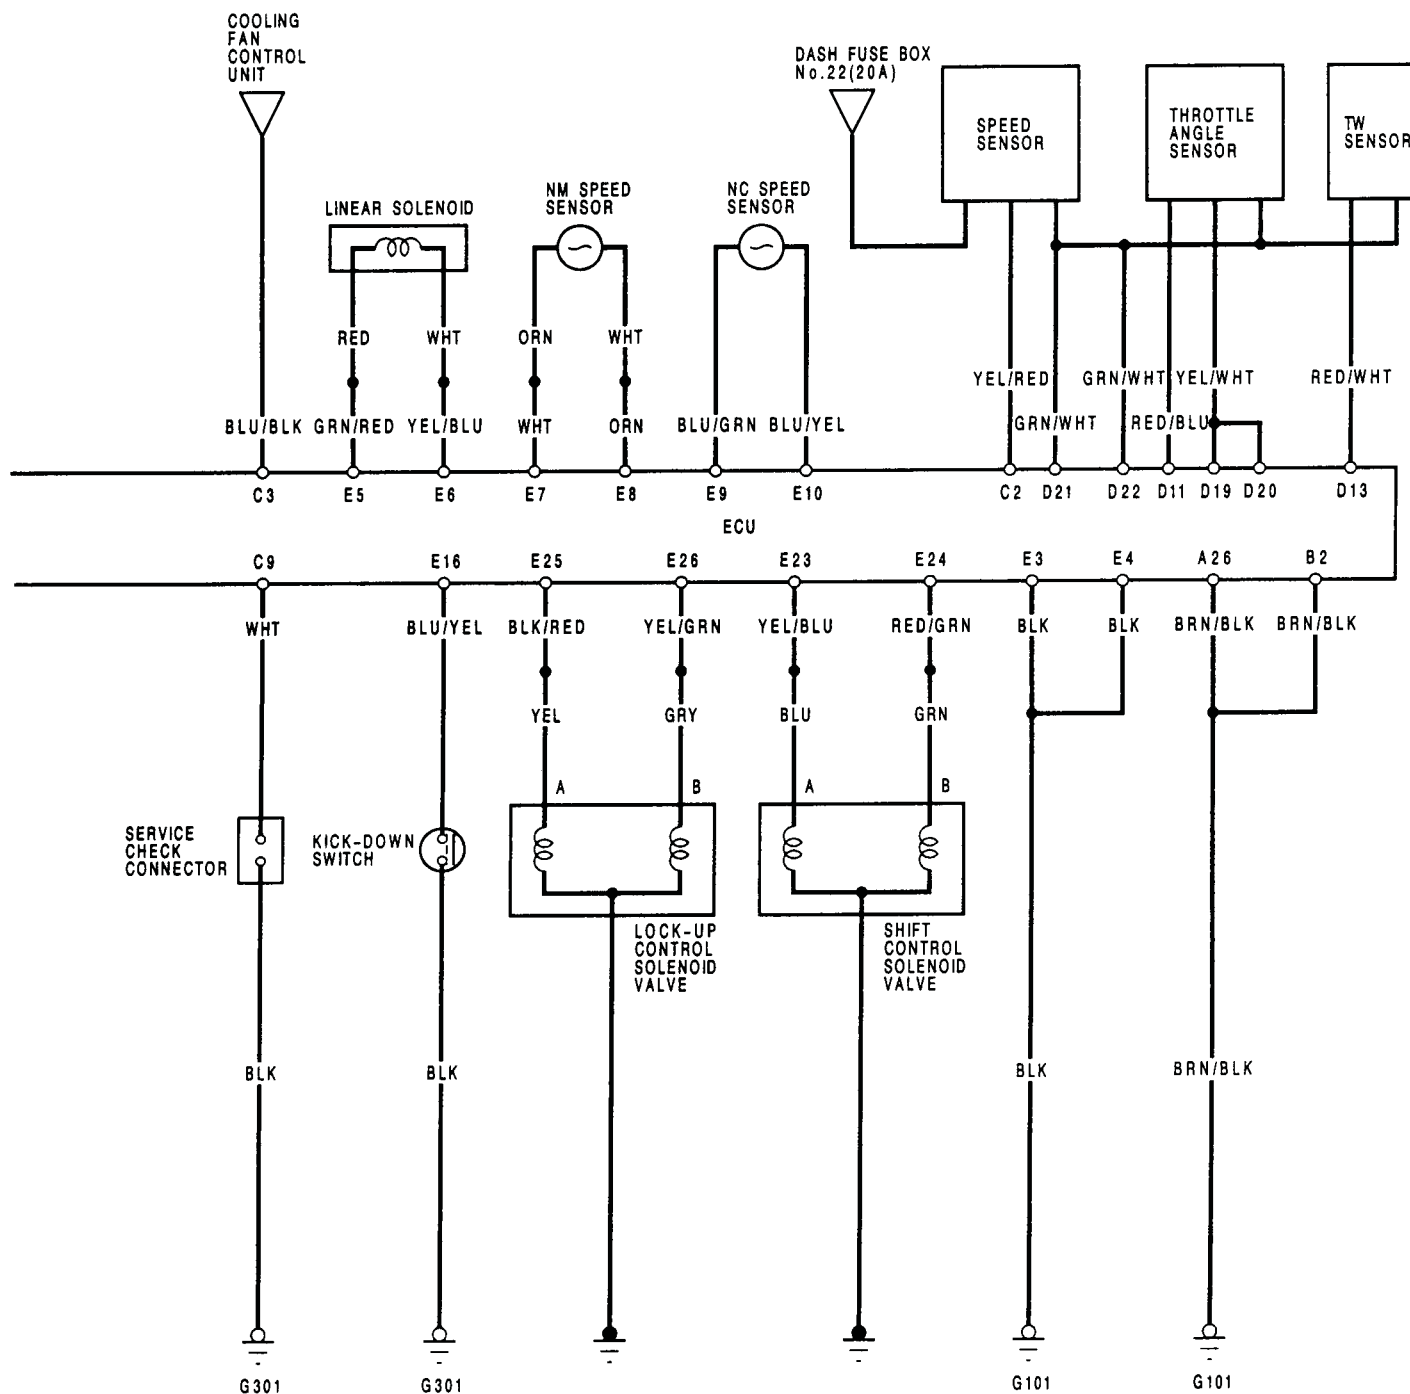 COOLING
FAN
CONTROL
UNIT
DASH FUSE BOX
No.22(20A)
SPEED
SENSOR
THROTTLE
ANGLE
SENSOR
TW
SENSOR
LINEAR SOLENOID
NM SPEED
SENSOR
NC SPEED
SENSOR
RED
WHT
ORN
WHT
YEL/RED
GRN/WHT
YEL/WHT
RED/WHT
BLU/BLK
GRN/RED
YEL/BLU
WHT
ORN
BLU/GRN
BLU/YEL
GRN/WHT
RED/BLU
C3
E5
E6
E7
E8
E9
E10
C2
D21
D22
D11
D19
D20
D13
ECU
C9
E16
E25
E26
E23
E24
E3
E4
A26
B2
WHT
BLU/YEL
BLK/RED
YEL/GRN
YEL/BLU
RED/GRN
BLK
BLK
BRN/BLK
BRN/BLK
YEL
GRY
BLU
GRN
A
B
A
B
SERVICE
CHECK
CONNECTOR
KICK-DOWN
SWITCH
LOCK-UP
CONTROL
SOLENOID
VALVE
SHIFT
CONTROL
SOLENOID
VALVE
BLK
BLK
BLK
BRN/BLK
G301
G301
G101
G101